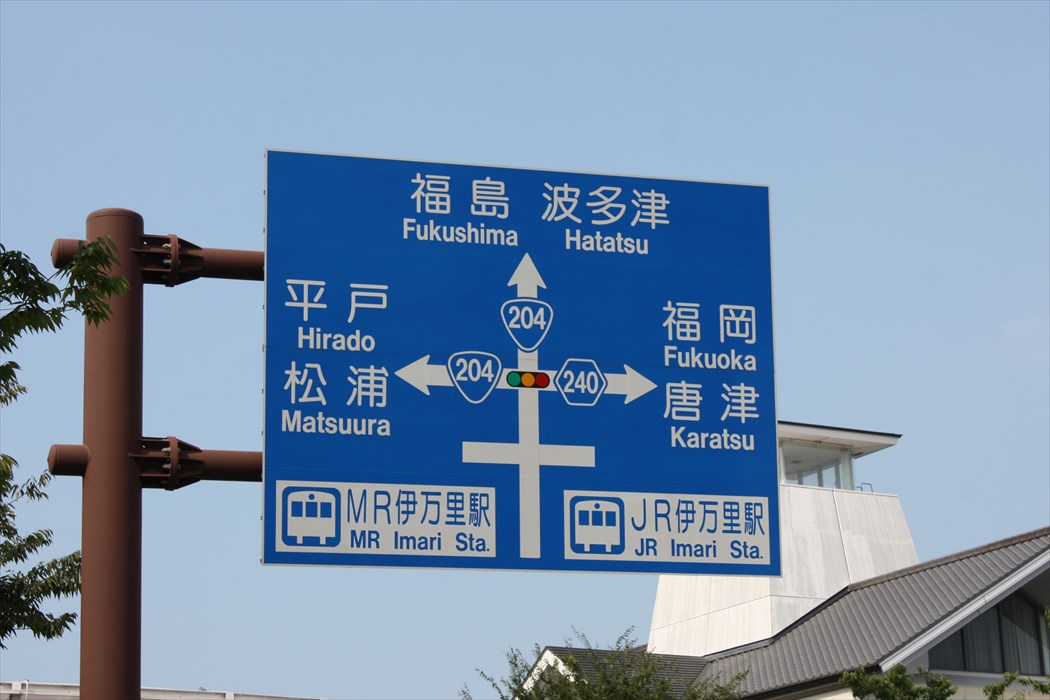 福島 波多津
Fukushima Hatatsu
204
平戸
Hirado
松浦
Matsuura
204
240
福岡
Fukuoka
唐津
Karatsu
MR伊万里駅
MR Imari Sta.
JR伊万里駅
JR Imari Sta.